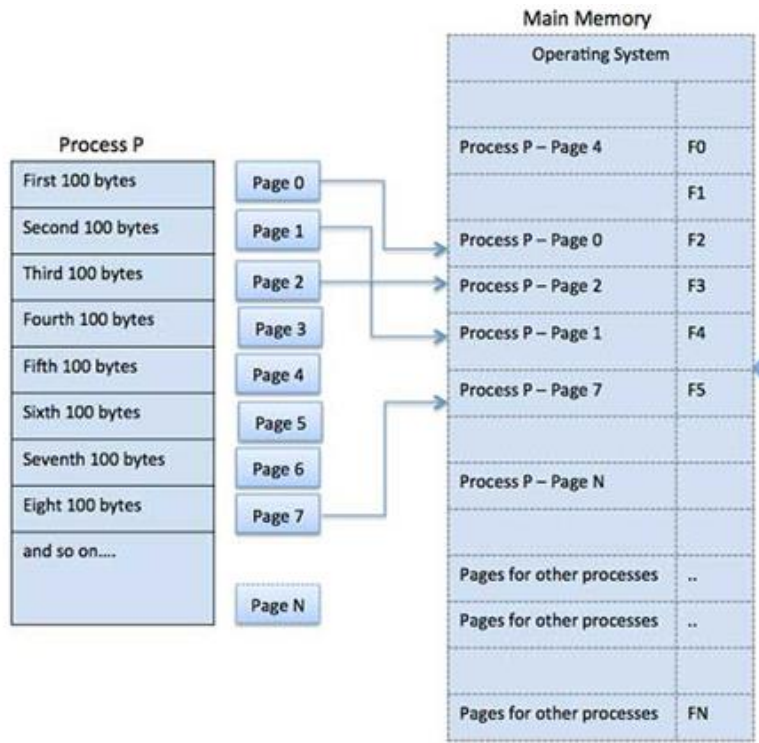 Main Memory
Operating System
Process P
Process P – Page 4 F0
First 100 bytes Page 0
F1
Second 100 bytes Page 1
Process P – Page 0 F2
Third 100 bytes Page 2
Process P – Page 2 F3
Fourth 100 bytes Page 3
Process P – Page 1 F4
Fifth 100 bytes Page 4
Process P – Page 7 F5
Sixth 100 bytes Page 5
Seventh 100 bytes Page 6
Process P – Page N
Eight 100 bytes Page 7
and so on....
Pages for other processes ..
Page N
Pages for other processes ..
Pages for other processes FN